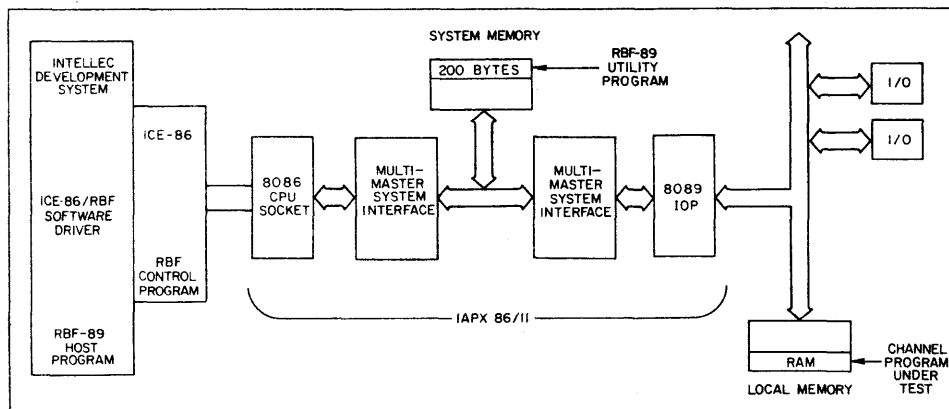 INTELLEC
DEVELOPMENT
SYSTEM
ICE-86/RBF
SOFTWARE
DRIVER
RBF-89
HOST
PROGRAM
ICE-86
RBF
CONTROL
PROGRAM
8086
CPU
SOCKET
MULTI-
MASTER
SYSTEM
INTERFACE
SYSTEM MEMORY
200 BYTES
RBF-89
UTILITY
PROGRAM
MULTI-
MASTER
SYSTEM
INTERFACE
8089
IOP
I/O
I/O
IAPX 86/11
RAM
LOCAL MEMORY
CHANNEL
PROGRAM
UNDER
TEST